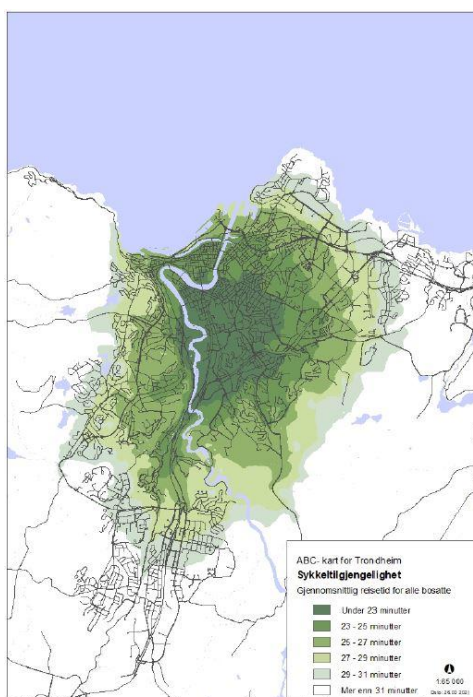 ABC- kart for Trondheim
Sykkeltilgjengelighet
Gjennomsnittlig reisetid for alle bosatte
Under 23 minutter
23 - 25 minutter
25 - 27 minutter
27 - 29 minutter
29 - 31 minutter
Mer enn 31 minutter
1:65 000